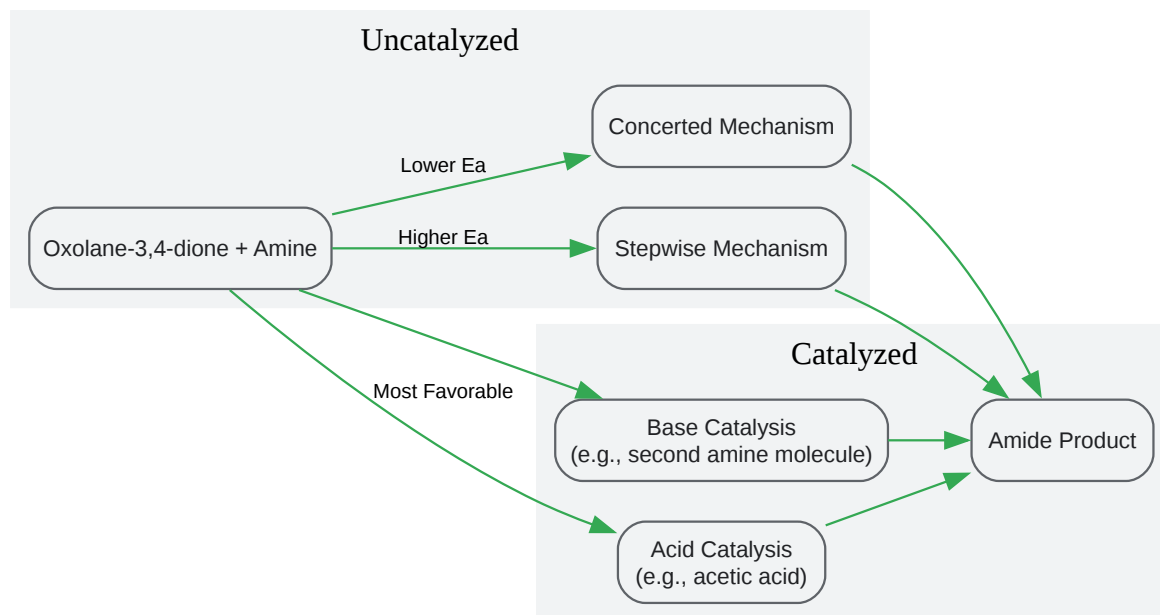 Uncatalyzed
Concerted Mechanism
Lower Ea
Oxolane-3,4-dione + Amine
Higher Ea
Stepwise Mechanism
Catalyzed
Most Favorable
Base Catalysis
(e.g., second amine molecule)
Amide Product
Acid Catalysis
(e.g., acetic acid)